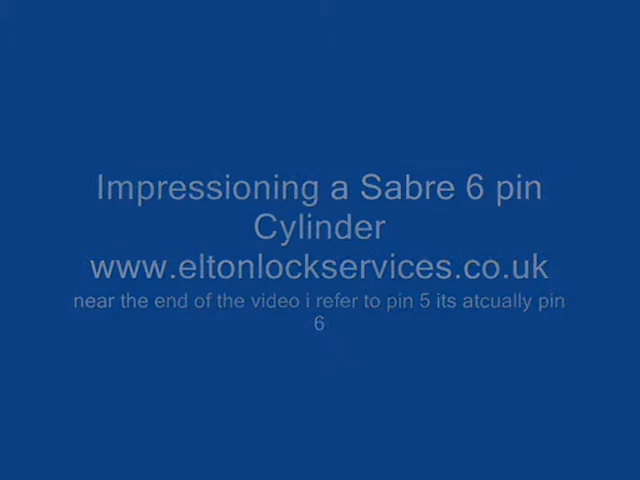 Impressioning a Sabre 6 pin
Cylinder
www.eltonlockservices.co.uk
near the end of the video i refer to pin 5 its atcually pin
6